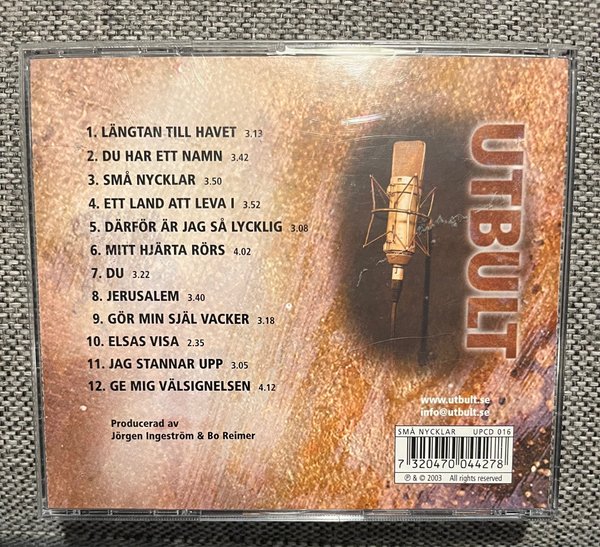 1. LÄNGTAN TILL HAVET 3.13
2. DU HAR ETT NAMN 3.42
3. SMÅ NYCKLAR 3.50
4. ETT LAND ATT LEVA I 3.52
5. DÄRFÖR ÄR JAG SÅ LYCKLIG 3.08
6. MITT HJÄRTA RÖRS 4.02
7. DU 3.22
8. JERUSALEM 3.40
9. GÖR MIN SJÄL VACKER 3.18
10. ELSAS VISA 2.35
11. JAG STANNAR UPP 3.05
12. GE MIG VÄLSIGNELSEN 4.12
Producerad av
Jörgen Ingeström & Bo Reimer
UTBULT
www.utbult.se
info@utbult.se
SMÅ NYCKLAR UPCD 016
7 320470 044278
℗ & © 2003 All rights reserved